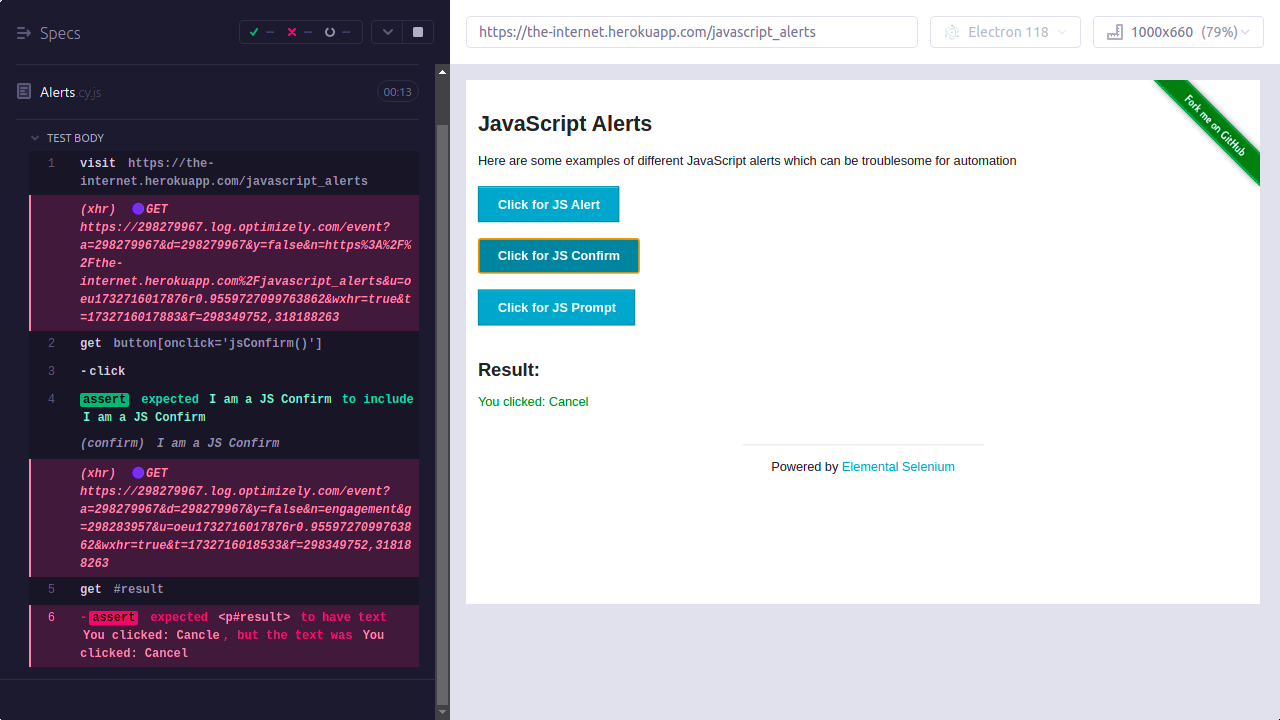 Specs
-- -- --
Alerts.cy.js 00:13
TEST BODY
1 visit https://the-
internet.herokuapp.com/javascript_alerts
(xhr) GET
https://298279967.log.optimizely.com/event?
a=298279967&d=298279967&y=false&n=https%3A%2F%
2Fthe-
internet.herokuapp.com%2Fjavascript_alerts&u=o
eu1732716017876r0.9559727099763862&wxhr=true&t
=1732716017883&f=298349752,318188263
2 get button[onclick='jsConfirm()']
3 -click
4 assert expected I am a JS Confirm to include
I am a JS Confirm
(confirm) I am a JS Confirm
(xhr) GET
https://298279967.log.optimizely.com/event?
a=298279967&d=298279967&y=false&n=engagement&g
=298283957&u=oeu1732716017876r0.95597270997638
62&wxhr=true&t=1732716018533&f=298349752,31818
8263
5 get #result
6 -assert expected <p#result> to have text
You clicked: Cancle, but the text was You
clicked: Cancel
https://the-internet.herokuapp.com/javascript_alerts
Electron 118
1000x660 (79%)
Fork me on GitHub
JavaScript Alerts
Here are some examples of different JavaScript alerts which can be troublesome for automation
Click for JS Alert
Click for JS Confirm
Click for JS Prompt
Result:
You clicked: Cancel
Powered by Elemental Selenium